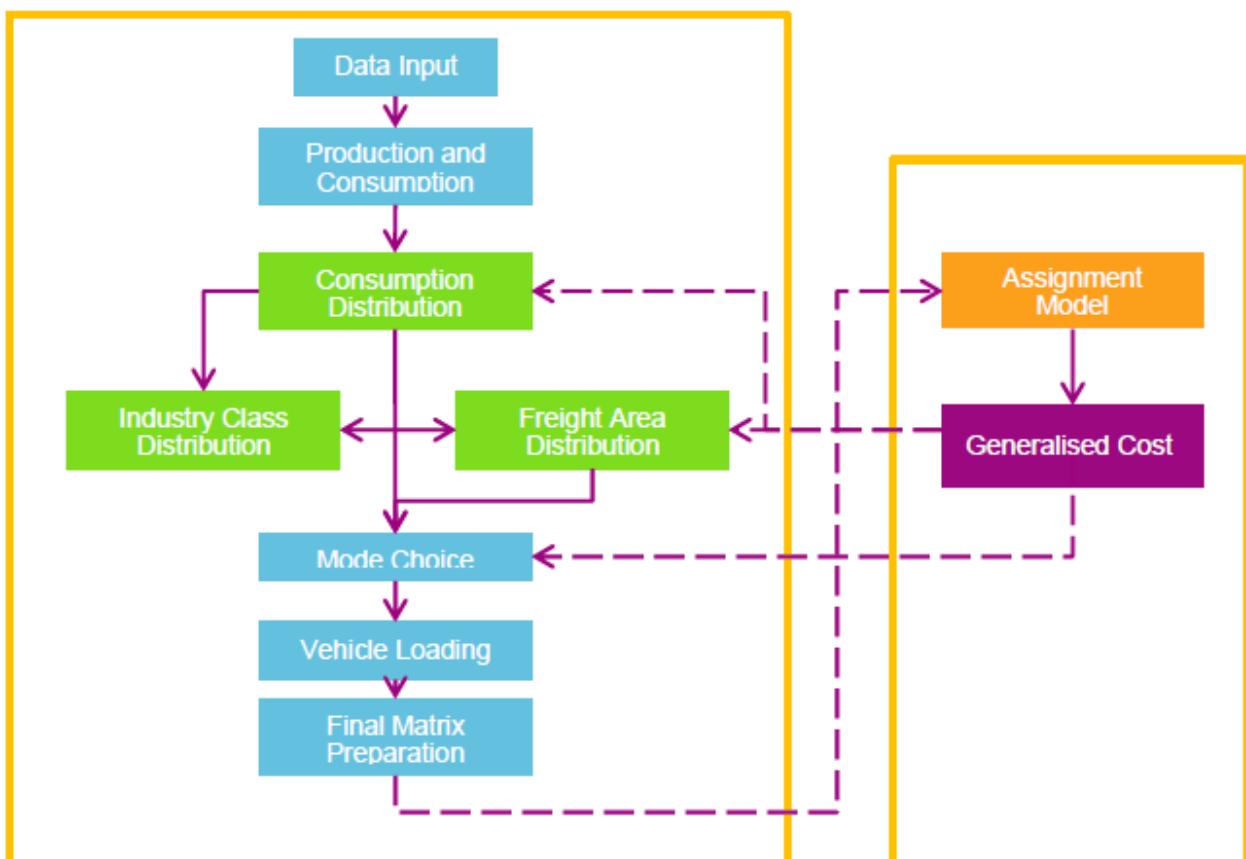 Data Input
Production and
Consumption
Consumption
Distribution
Assignment
Model
Industry Class
Distribution
Freight Area
Distribution
Generalised Cost
Mode Choice
Vehicle Loading
Final Matrix
Preparation